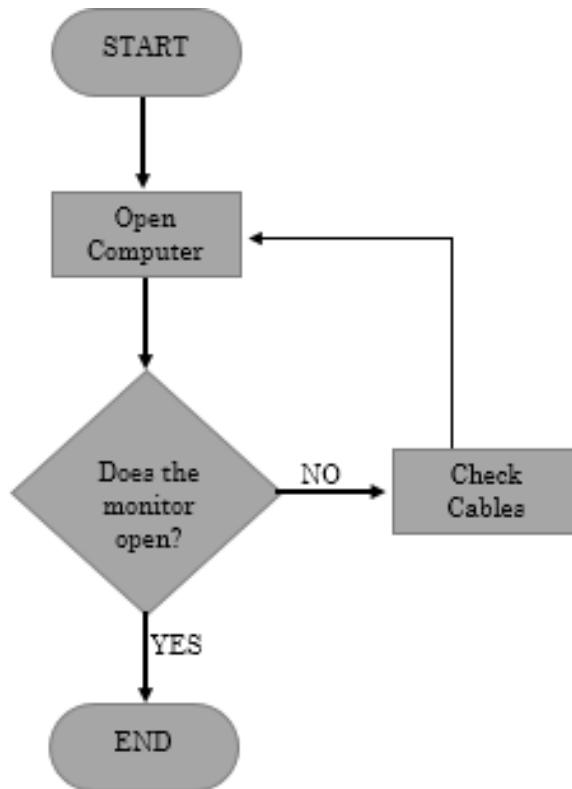 START
Open
Computer
Does the
monitor
open?
NO
Check
Cables
YES
END